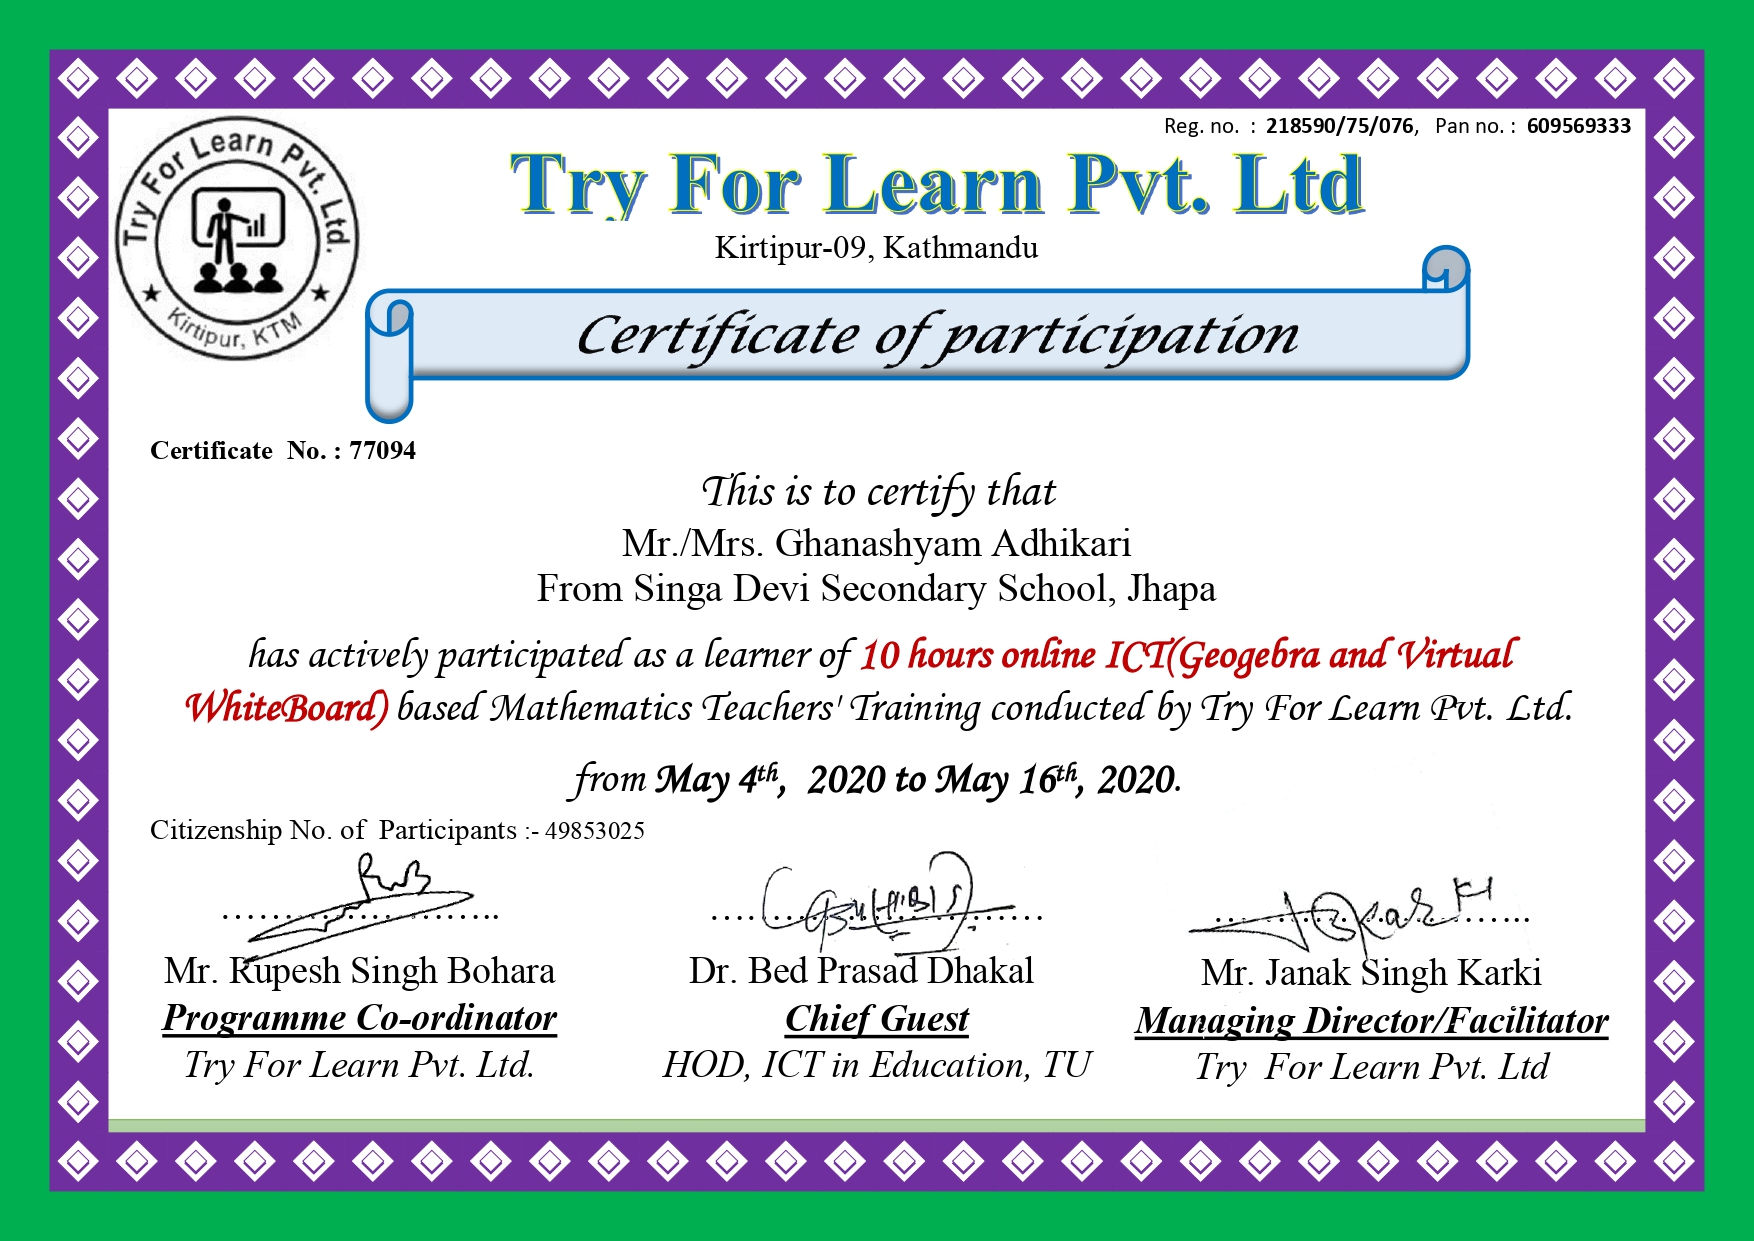 Reg. no. : 218590/75/076, Pan no. : 609569333
Try For Learn Pvt. Ltd.
Kirtipur, KTM
Try For Learn Pvt. Ltd
Kirtipur-09, Kathmandu
Certificate of participation
Certificate No. : 77094
This is to certify that
Mr./Mrs. Ghanashyam Adhikari
From Singa Devi Secondary School, Jhapa
has actively participated as a learner of 10 hours online ICT(Geogebra and Virtual
WhiteBoard) based Mathematics Teachers' Training conducted by Try For Learn Pvt. Ltd.
from May 4th, 2020 to May 16th, 2020.
Citizenship No. of Participants :- 49853025
Mr. Rupesh Singh Bohara
Programme Co-ordinator
Try For Learn Pvt. Ltd.
Dr. Bed Prasad Dhakal
Chief Guest
HOD, ICT in Education, TU
Mr. Janak Singh Karki
Managing Director/Facilitator
Try For Learn Pvt. Ltd